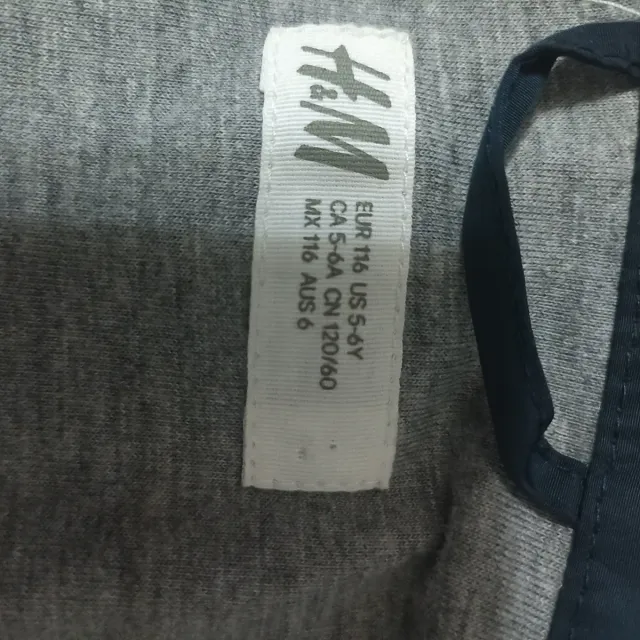 H&M
EUR 116 US 5-6Y
CA 5-6A CN 120/60
MX 116 AUS 6